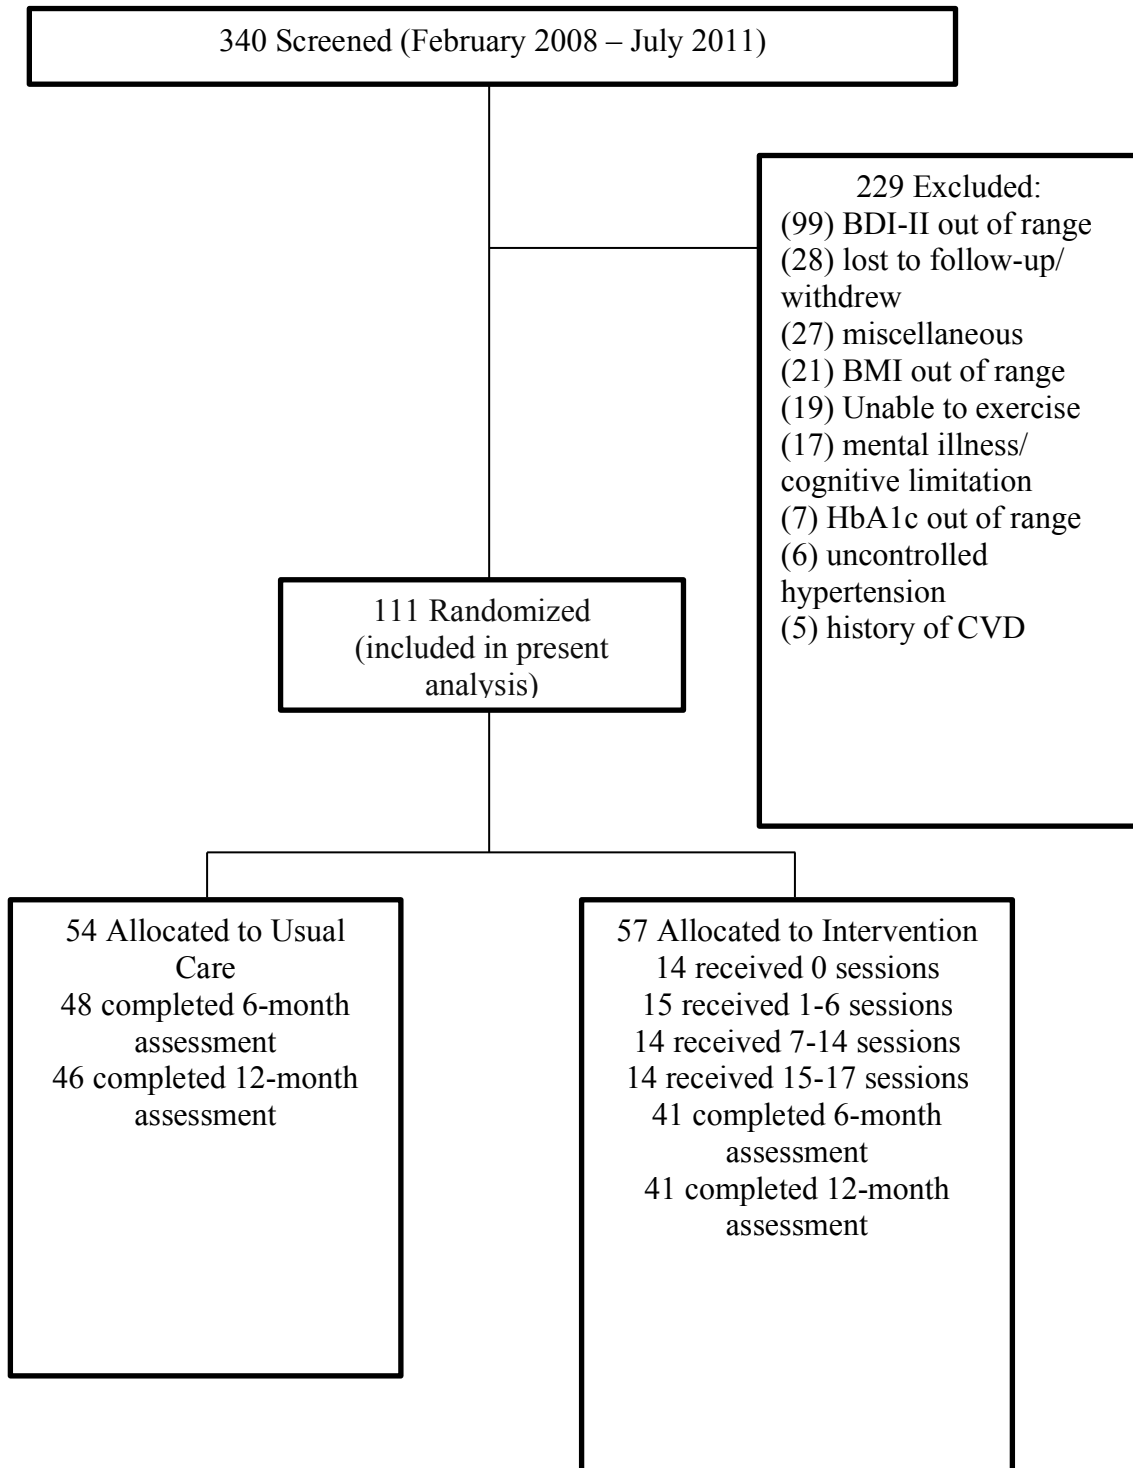 340 Screened (February 2008 – July 2011)
229 Excluded:
(99) BDI-II out of range
(28) lost to follow-up/
withdrew
(27) miscellaneous
(21) BMI out of range
(19) Unable to exercise
(17) mental illness/
cognitive limitation
(7) HbA1c out of range
(6) uncontrolled
hypertension
(5) history of CVD
111 Randomized
(included in present
analysis)
54 Allocated to Usual
Care
48 completed 6-month
assessment
46 completed 12-month
assessment
57 Allocated to Intervention
14 received 0 sessions
15 received 1-6 sessions
14 received 7-14 sessions
14 received 15-17 sessions
41 completed 6-month
assessment
41 completed 12-month
assessment